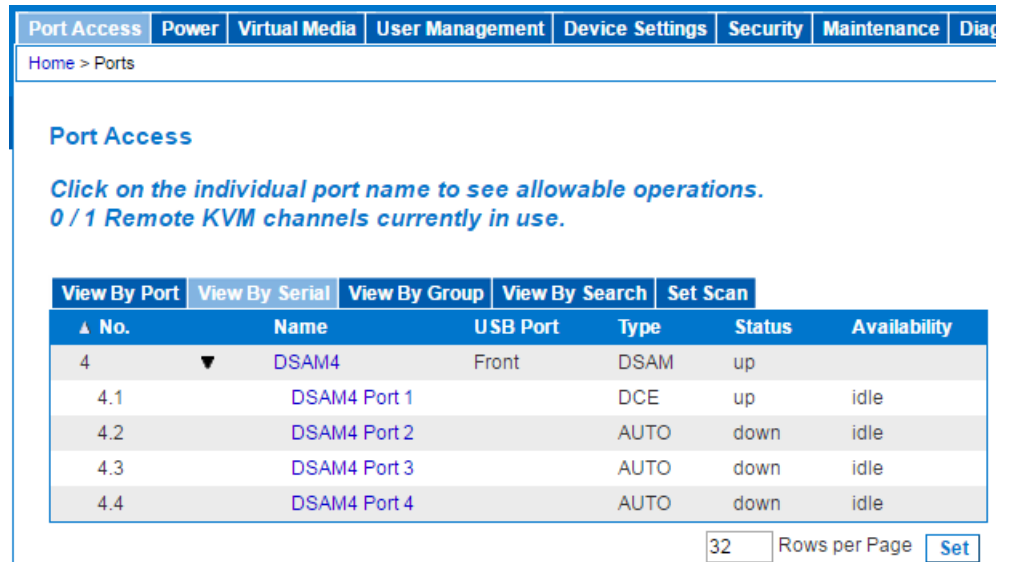 Port Access Power Virtual Media User Management Device Settings Security Maintenance Diag
Home > Ports
Port Access
Click on the individual port name to see allowable operations.
0 / 1 Remote KVM channels currently in use.
View By Port View By Serial View By Group View By Search Set Scan
▲ No. Name USB Port Type Status Availability
4 ▼ DSAM4 Front DSAM up
4.1 DSAM4 Port 1 DCE up idle
4.2 DSAM4 Port 2 AUTO down idle
4.3 DSAM4 Port 3 AUTO down idle
4.4 DSAM4 Port 4 AUTO down idle
32 Rows per Page Set